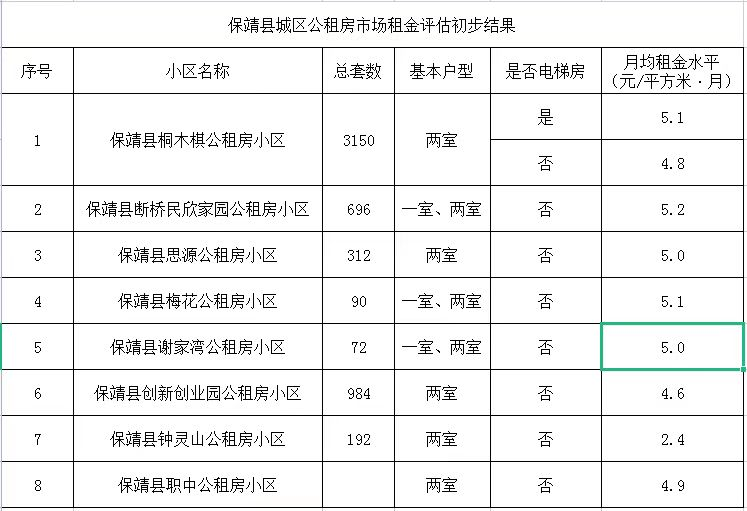 保靖县城区公租房市场租金评估初步结果
序号 小区名称 总套数 基本户型 是否电梯房 月均租金水平
(元/平方米·月)
1 保靖县桐木棋公租房小区 3150 两室 是 5.1
否 4.8
2 保靖县断桥民欣家园公租房小区 696 一室、两室 否 5.2
3 保靖县思源公租房小区 312 两室 否 5.0
4 保靖县梅花公租房小区 90 一室、两室 否 5.1
5 保靖县谢家湾公租房小区 72 一室、两室 否 5.0
6 保靖县创新创业园公租房小区 984 两室 否 4.6
7 保靖县钟灵山公租房小区 192 两室 否 2.4
8 保靖县职中公租房小区 两室 否 4.9